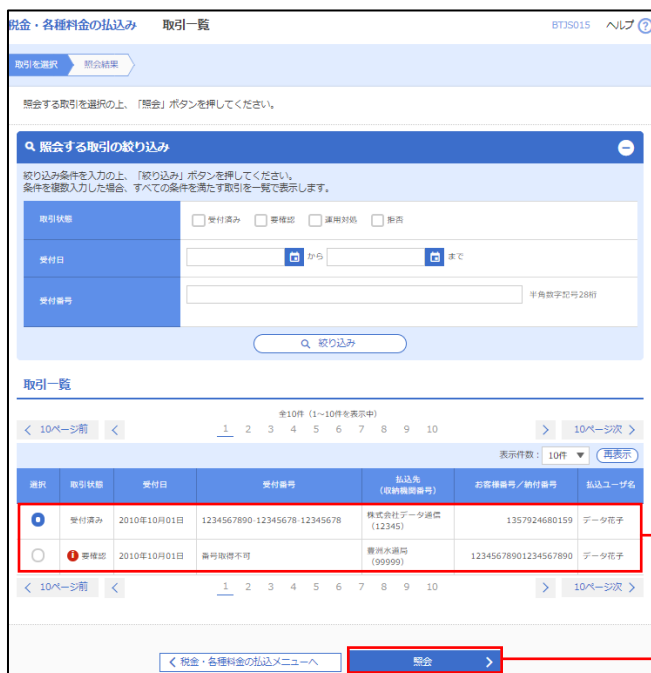 税金・各種料金の払込み 取引一覧 BTJS015 ヘルプ ?
取引を選択 照会結果
照会する取引を選択の上、「照会」ボタンを押してください。
照会する取引の絞り込み
絞り込み条件を入力の上、「絞り込み」ボタンを押してください。
条件を複数入力した場合、すべての条件を満たす取引を一覧で表示します。
取引状態 受付済み 要確認 運用対処 拒否
受付日 から まで
受付番号 半角数字記号28桁
絞り込み
取引一覧
全10件（1～10件を表示中）
< 10ページ前 < 1 2 3 4 5 6 7 8 9 10 > 10ページ次 >
表示件数： 10件 ▼ 再表示
選択 取引状態 受付日 受付番号 払込先（収納機関番号） お客様番号／納付番号 払込ユーザ名
受付済み 2010年10月01日 1234567890-12345678-12345678 株式会社データ通信（12345） 1357924680159 データ花子
! 要確認 2010年10月01日 番号取得不可 豊洲水道局（99999） 12345678901234567890 データ花子
< 10ページ前 < 1 2 3 4 5 6 7 8 9 10 > 10ページ次 >
< 税金・各種料金の払込メニューへ 照会 >